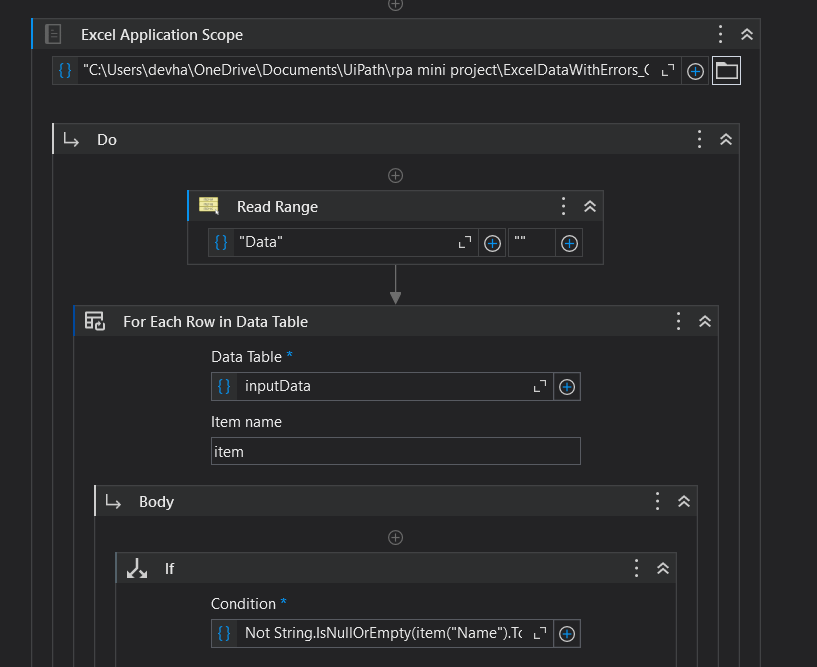 Excel Application Scope
"C:\Users\devha\OneDrive\Documents\UiPath\rpa mini project\ExcelDataWithErrors_
Do
Read Range
"Data" ""
For Each Row in Data Table
Data Table *
inputData
Item name
item
Body
If
Condition *
Not String.IsNullOrEmpty(item("Name").To